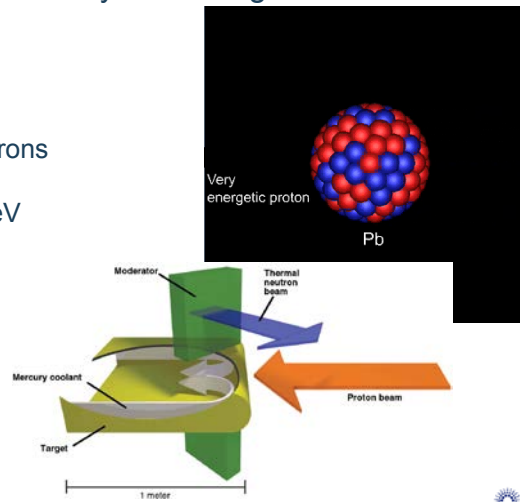 rons
Very
energetic proton
eV
Pb
Moderator
Thermal
neutron
beam
Mercury coolant
Proton beam
Target
1 meter